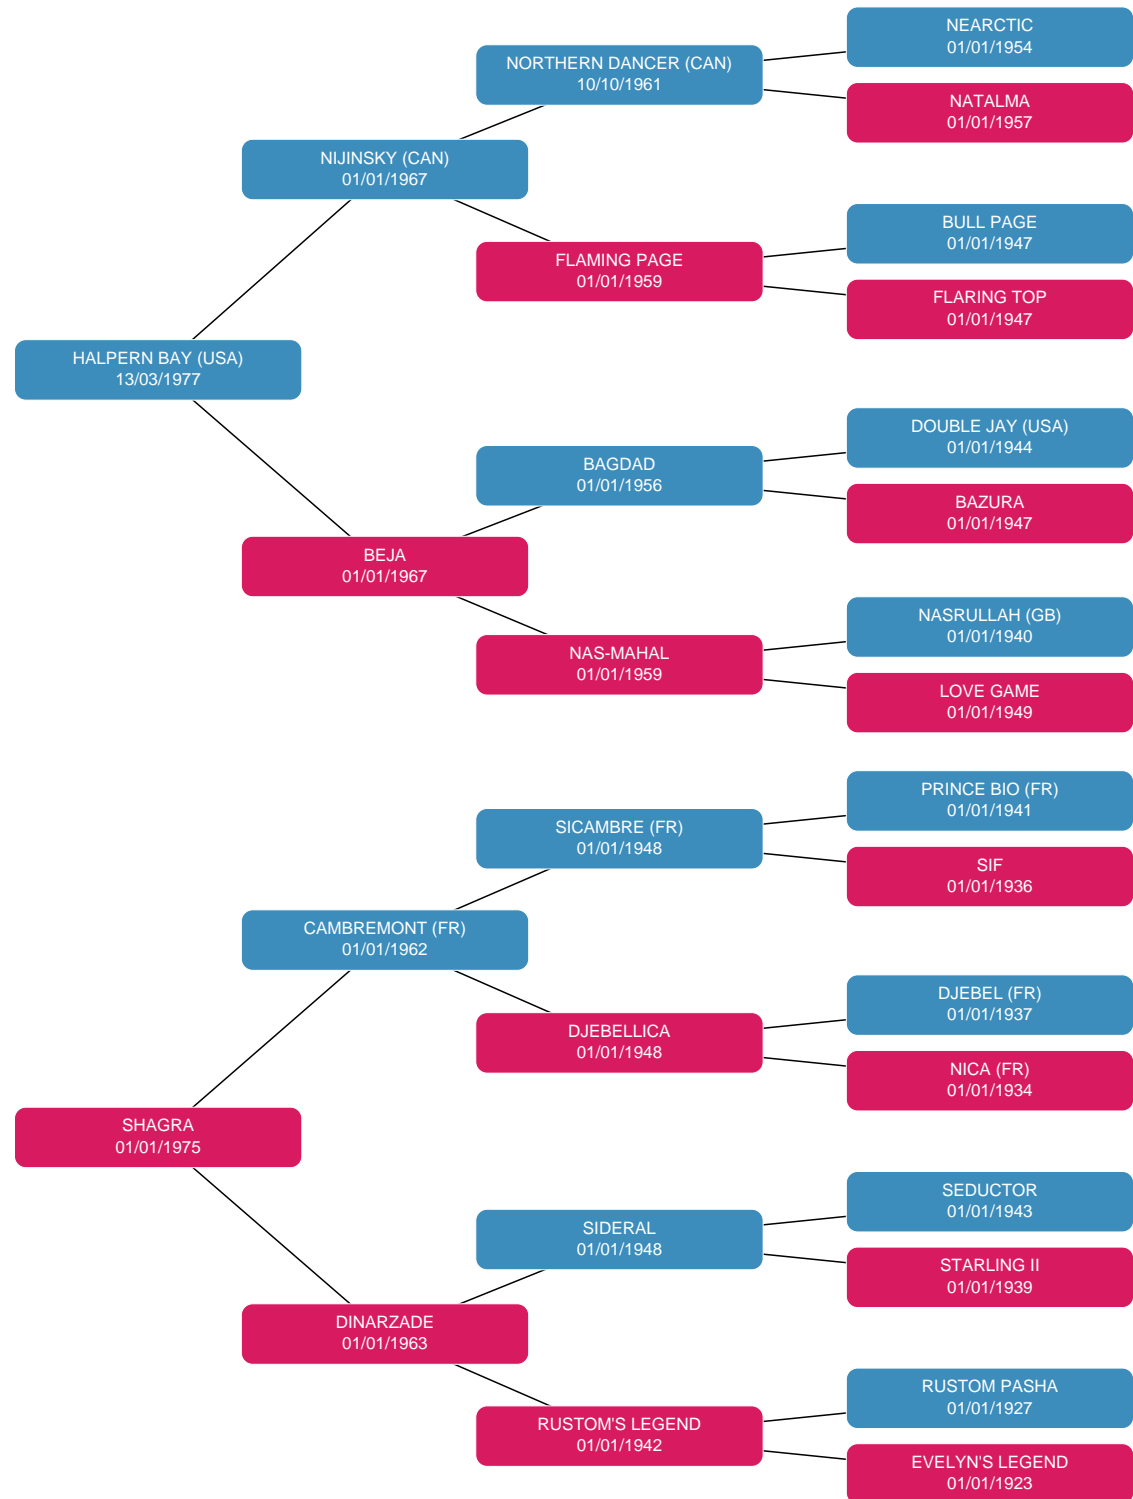 NEARCTIC
01/01/1954
NORTHERN DANCER (CAN)
10/10/1961
NATALMA
01/01/1957
NIJINSKY (CAN)
01/01/1967
BULL PAGE
01/01/1947
FLAMING PAGE
01/01/1959
FLARING TOP
01/01/1947
HALPERN BAY (USA)
13/03/1977
DOUBLE JAY (USA)
01/01/1944
BAGDAD
01/01/1956
BAZURA
01/01/1947
BEJA
01/01/1967
NASRULLAH (GB)
01/01/1940
NAS-MAHAL
01/01/1959
LOVE GAME
01/01/1949
PRINCE BIO (FR)
01/01/1941
SICAMBRE (FR)
01/01/1948
SIF
01/01/1936
CAMBREMONT (FR)
01/01/1962
DJEBEL (FR)
01/01/1937
DJEBELLICA
01/01/1948
NICA (FR)
01/01/1934
SHAGRA
01/01/1975
SEDUCTOR
01/01/1943
SIDERAL
01/01/1948
STARLING II
01/01/1939
DINARZADE
01/01/1963
RUSTOM PASHA
01/01/1927
RUSTOM'S LEGEND
01/01/1942
EVELYN'S LEGEND
01/01/1923